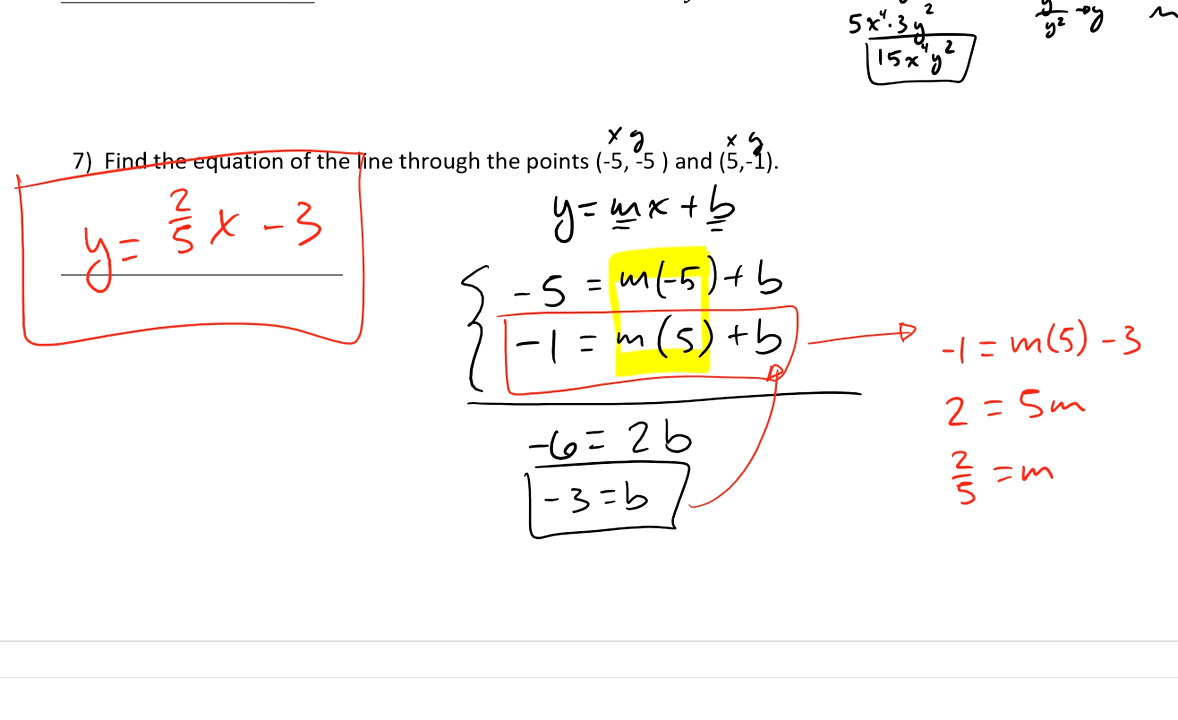 5x⁴·3y²
15x⁴y²
y/y² → y
7) Find the equation of the line through the points (-5, -5 ) and (5,-1).
x y
x y
y = mx + b
y = 2/5 x - 3
-5 = m(-5) + b
-1 = m(5) + b
-1 = m(5) - 3
2 = 5m
2/5 = m
-6 = 2b
-3 = b